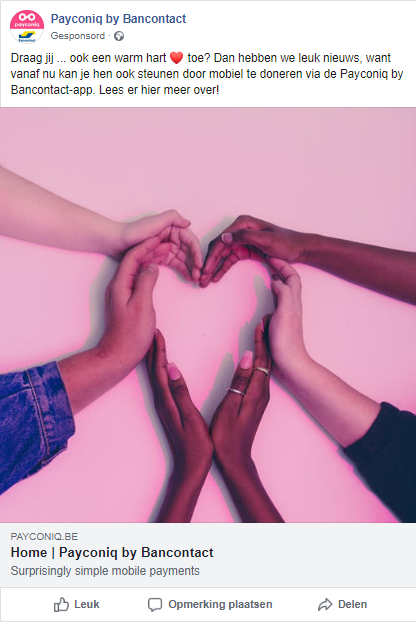 payconiq
Payconiq by Bancontact
Gesponsord ·
Draag jij ... ook een warm hart ❤️ toe? Dan hebben we leuk nieuws, want
vanaf nu kan je hen ook steunen door mobiel te doneren via de Payconiq by
Bancontact-app. Lees er hier meer over!
PAYCONIQ.BE
Home | Payconiq by Bancontact
Surprisingly simple mobile payments
Leuk
Opmerking plaatsen
Delen